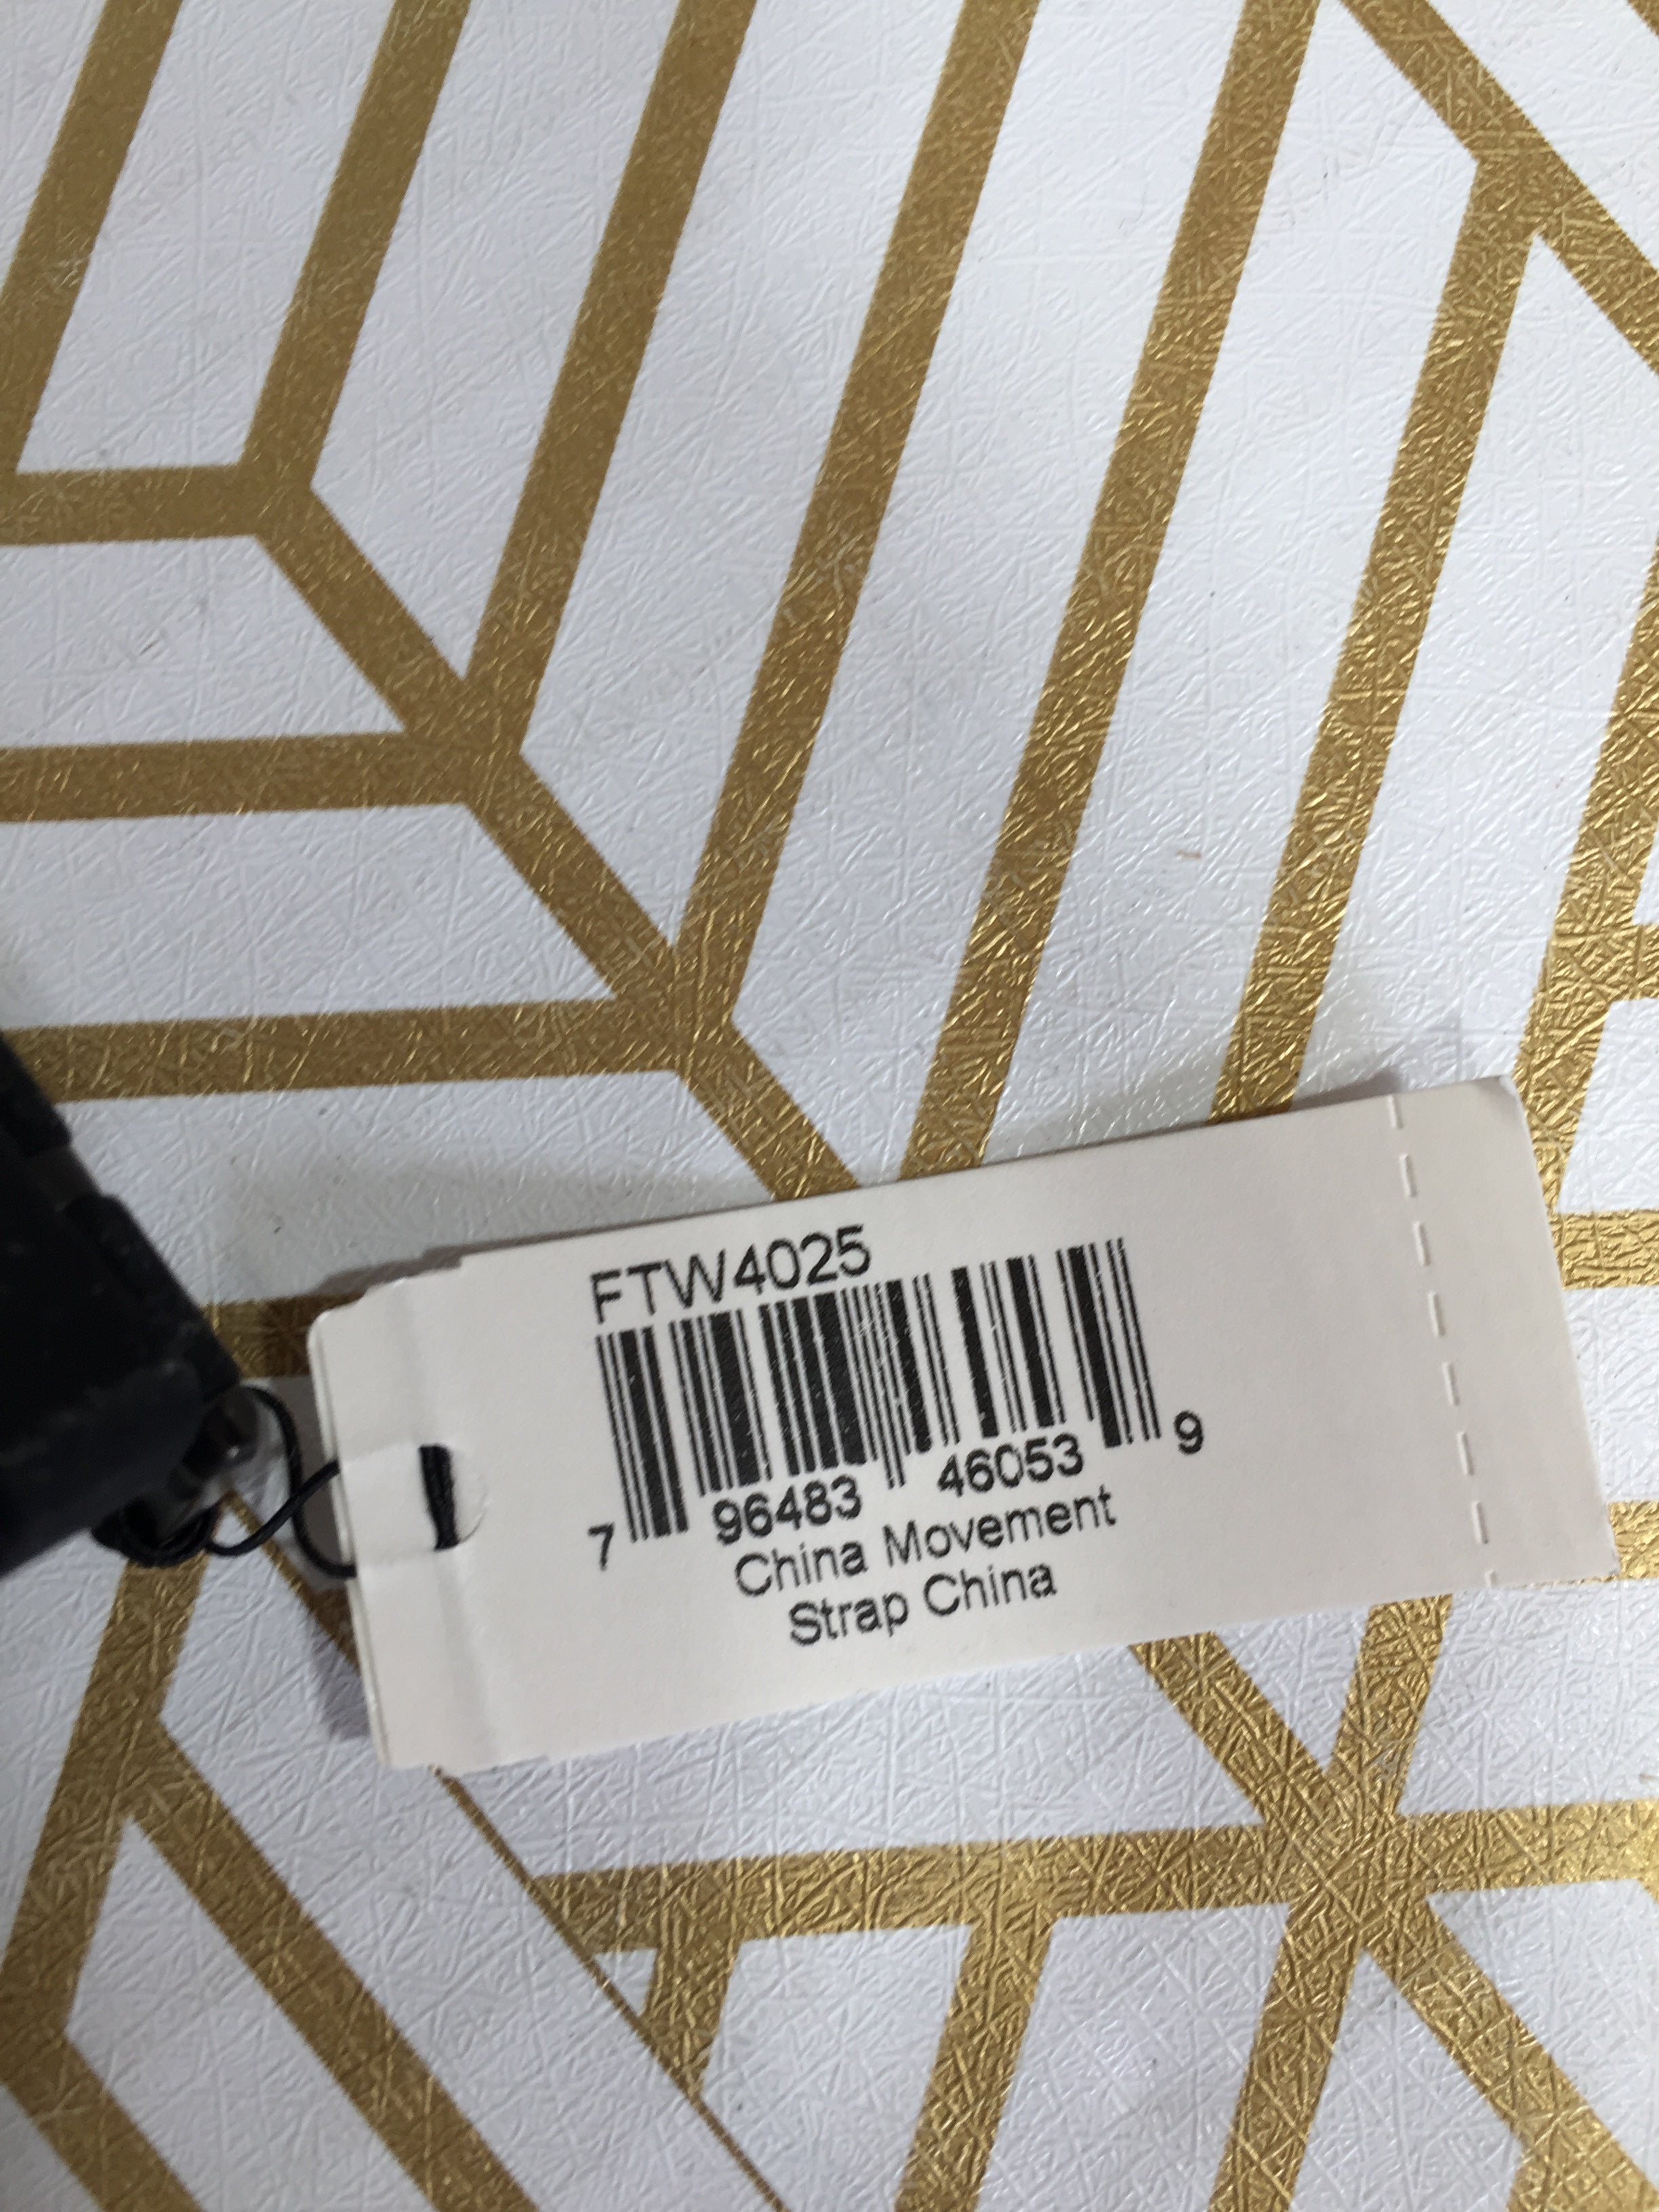 FTW4025
7 96483 46053 9
China Movement
Strap China